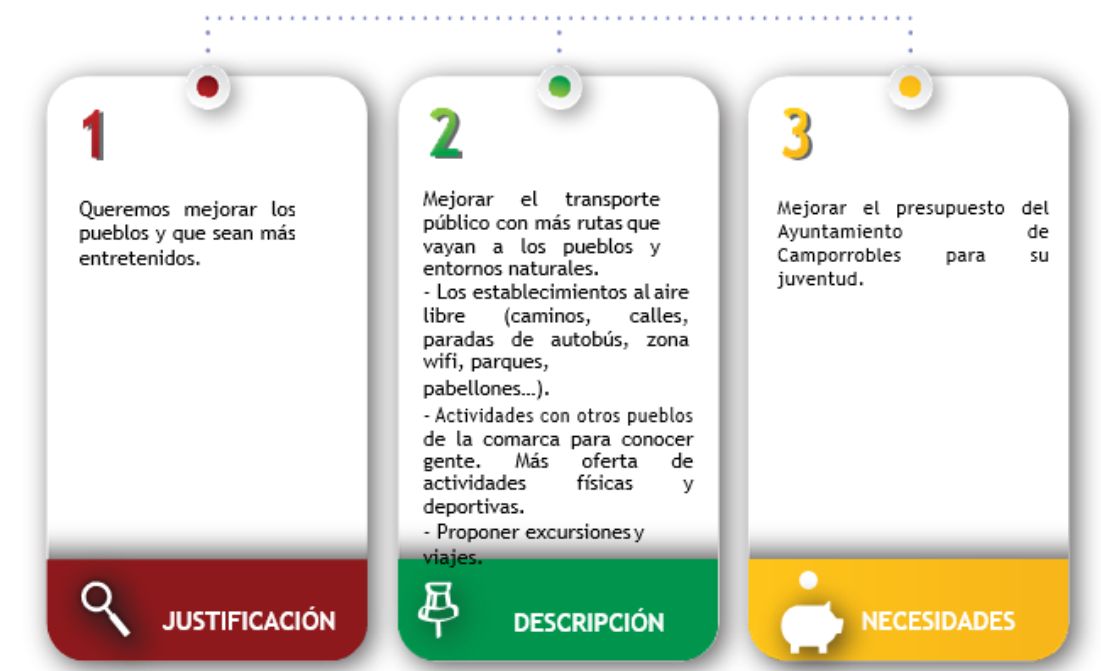 1
Queremos mejorar los
pueblos y que sean más
entretenidos.
JUSTIFICACIÓN
2
Mejorar el transporte
público con más rutas que
vayan a los pueblos y
entornos naturales.
- Los establecimientos al aire
libre (caminos, calles,
paradas de autobús, zona
wifi, parques,
pabellones…).
- Actividades con otros pueblos
de la comarca para conocer
gente. Más oferta de
actividades físicas y
deportivas.
- Proponer excursiones y
viajes.
DESCRIPCIÓN
3
Mejorar el presupuesto del
Ayuntamiento de
Camporrobles para su
juventud.
NECESIDADES